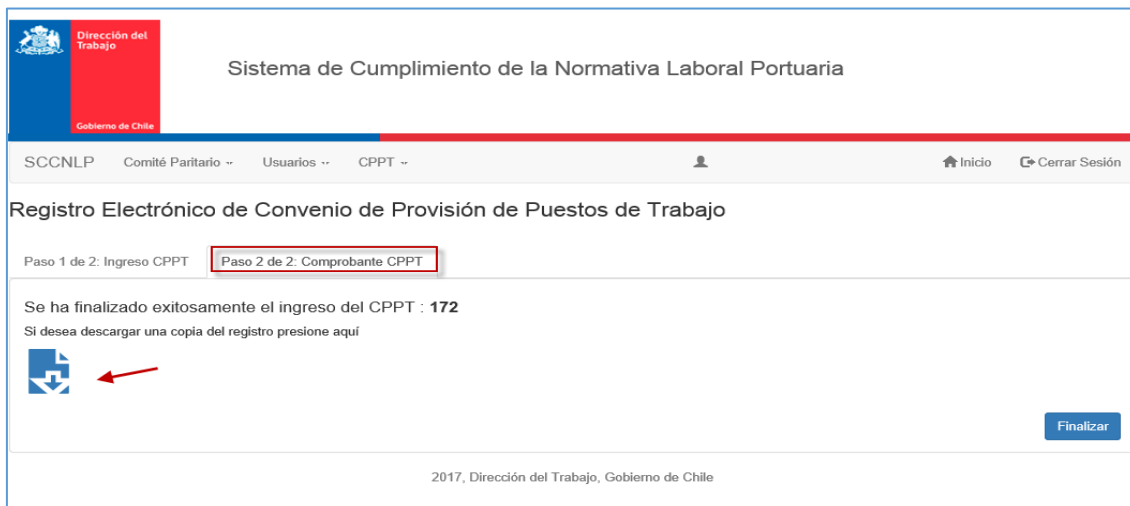 Dirección del
Trabajo
Gobierno de Chile
Sistema de Cumplimiento de la Normativa Laboral Portuaria
SCCNLP Comité Paritario Usuarios CPPT Inicio Cerrar Sesión
Registro Electrónico de Convenio de Provisión de Puestos de Trabajo
Paso 1 de 2: Ingreso CPPT Paso 2 de 2: Comprobante CPPT
Se ha finalizado exitosamente el ingreso del CPPT : 172
Si desea descargar una copia del registro presione aquí
Finalizar
2017, Dirección del Trabajo, Gobierno de Chile